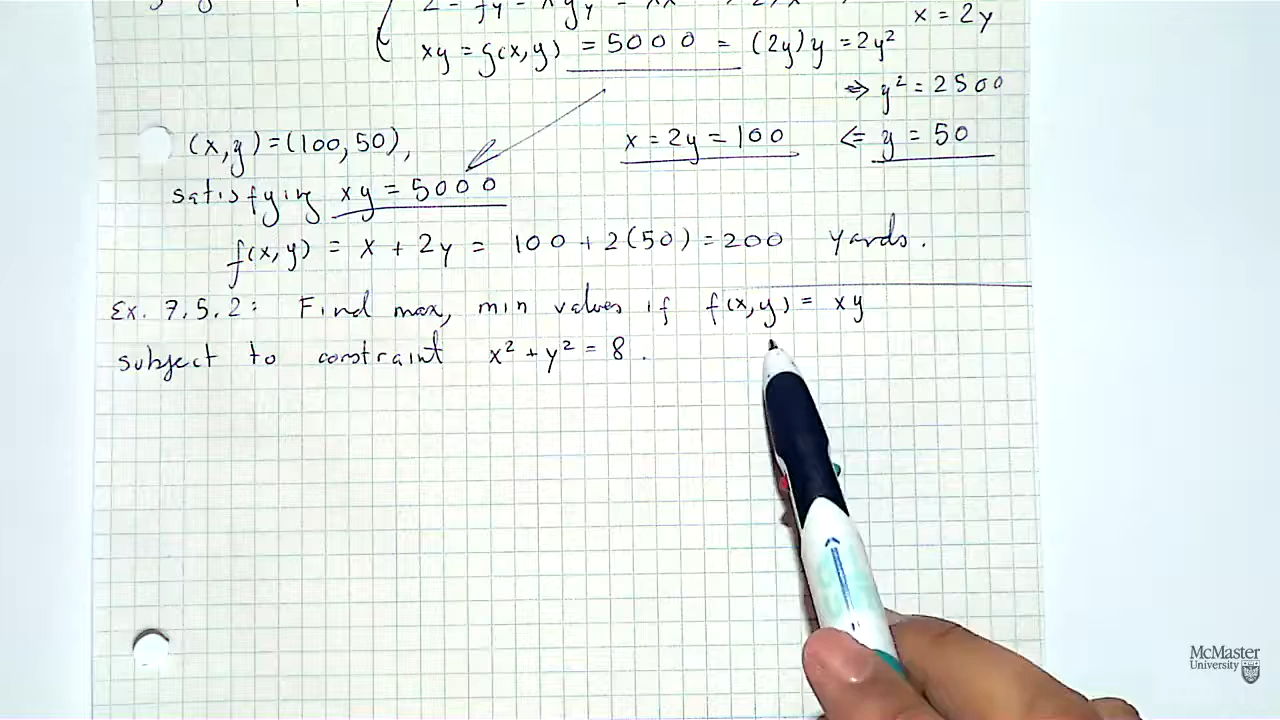 xy = g(x,y) = 5000 = (2y)y = 2y²
x = 2y
⇒ y² = 2500
(x,y) = (100,50),
x = 2y = 100 ⇐ y = 50
satisfying xy = 5000
f(x,y) = x + 2y = 100 + 2(50) = 200 yards.
Ex. 7.5.2: Find max, min values if f(x,y) = xy
subject to constraint x² + y² = 8.
McMaster
University